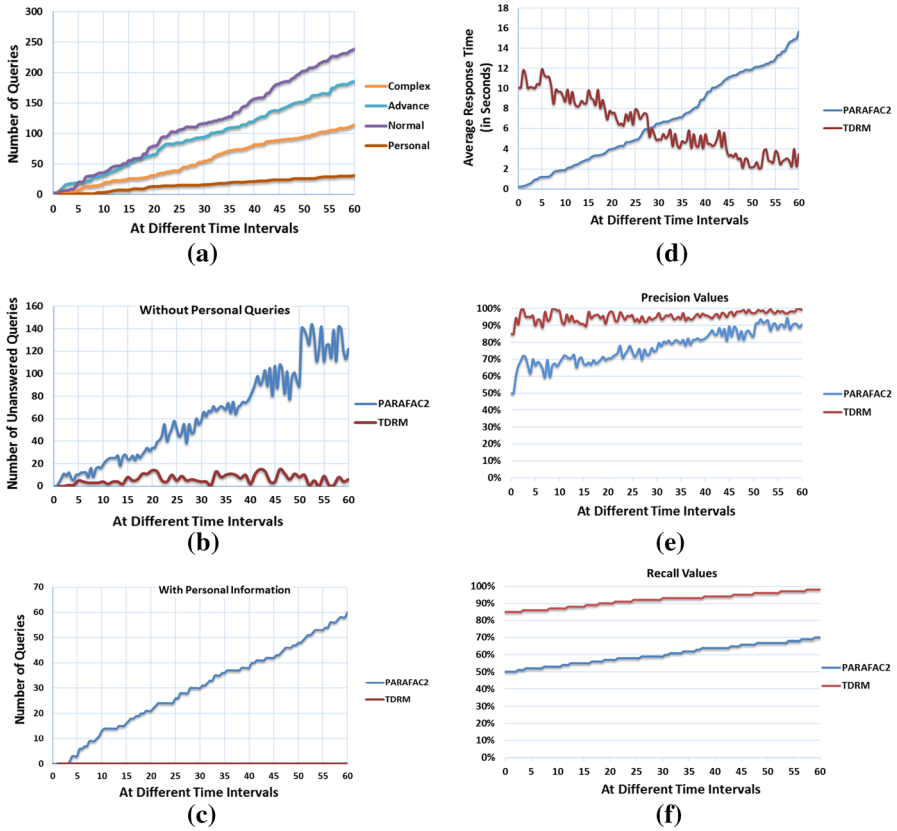 300
250
200
150
100
50
0
0 5 10 15 20 25 30 35 40 45 50 55 60
Number of Queries
At Different Time Intervals
Complex
Advance
Normal
Personal
(a)
18
16
14
12
10
8
6
4
2
0
0 5 10 15 20 25 30 35 40 45 50 55 60
Average Response Time
(in Seconds)
At Different Time Intervals
PARAFAC2
TDRM
(d)
Without Personal Queries
160
140
120
100
80
60
40
20
0
0 5 10 15 20 25 30 35 40 45 50 55 60
Number of Unanswered Queries
At Different Time Intervals
PARAFAC2
TDRM
(b)
Precision Values
100%
90%
80%
70%
60%
50%
40%
30%
20%
10%
0%
0 5 10 15 20 25 30 35 40 45 50 55 60
At Different Time Intervals
PARAFAC2
TDRM
(e)
With Personal Information
70
60
50
40
30
20
10
0
0 5 10 15 20 25 30 35 40 45 50 55 60
Number of Queries
At Different Time Intervals
PARAFAC2
TDRM
(c)
Recall Values
100%
90%
80%
70%
60%
50%
40%
30%
20%
10%
0%
0 5 10 15 20 25 30 35 40 45 50 55 60
At Different Time Intervals
PARAFAC2
TDRM
(f)